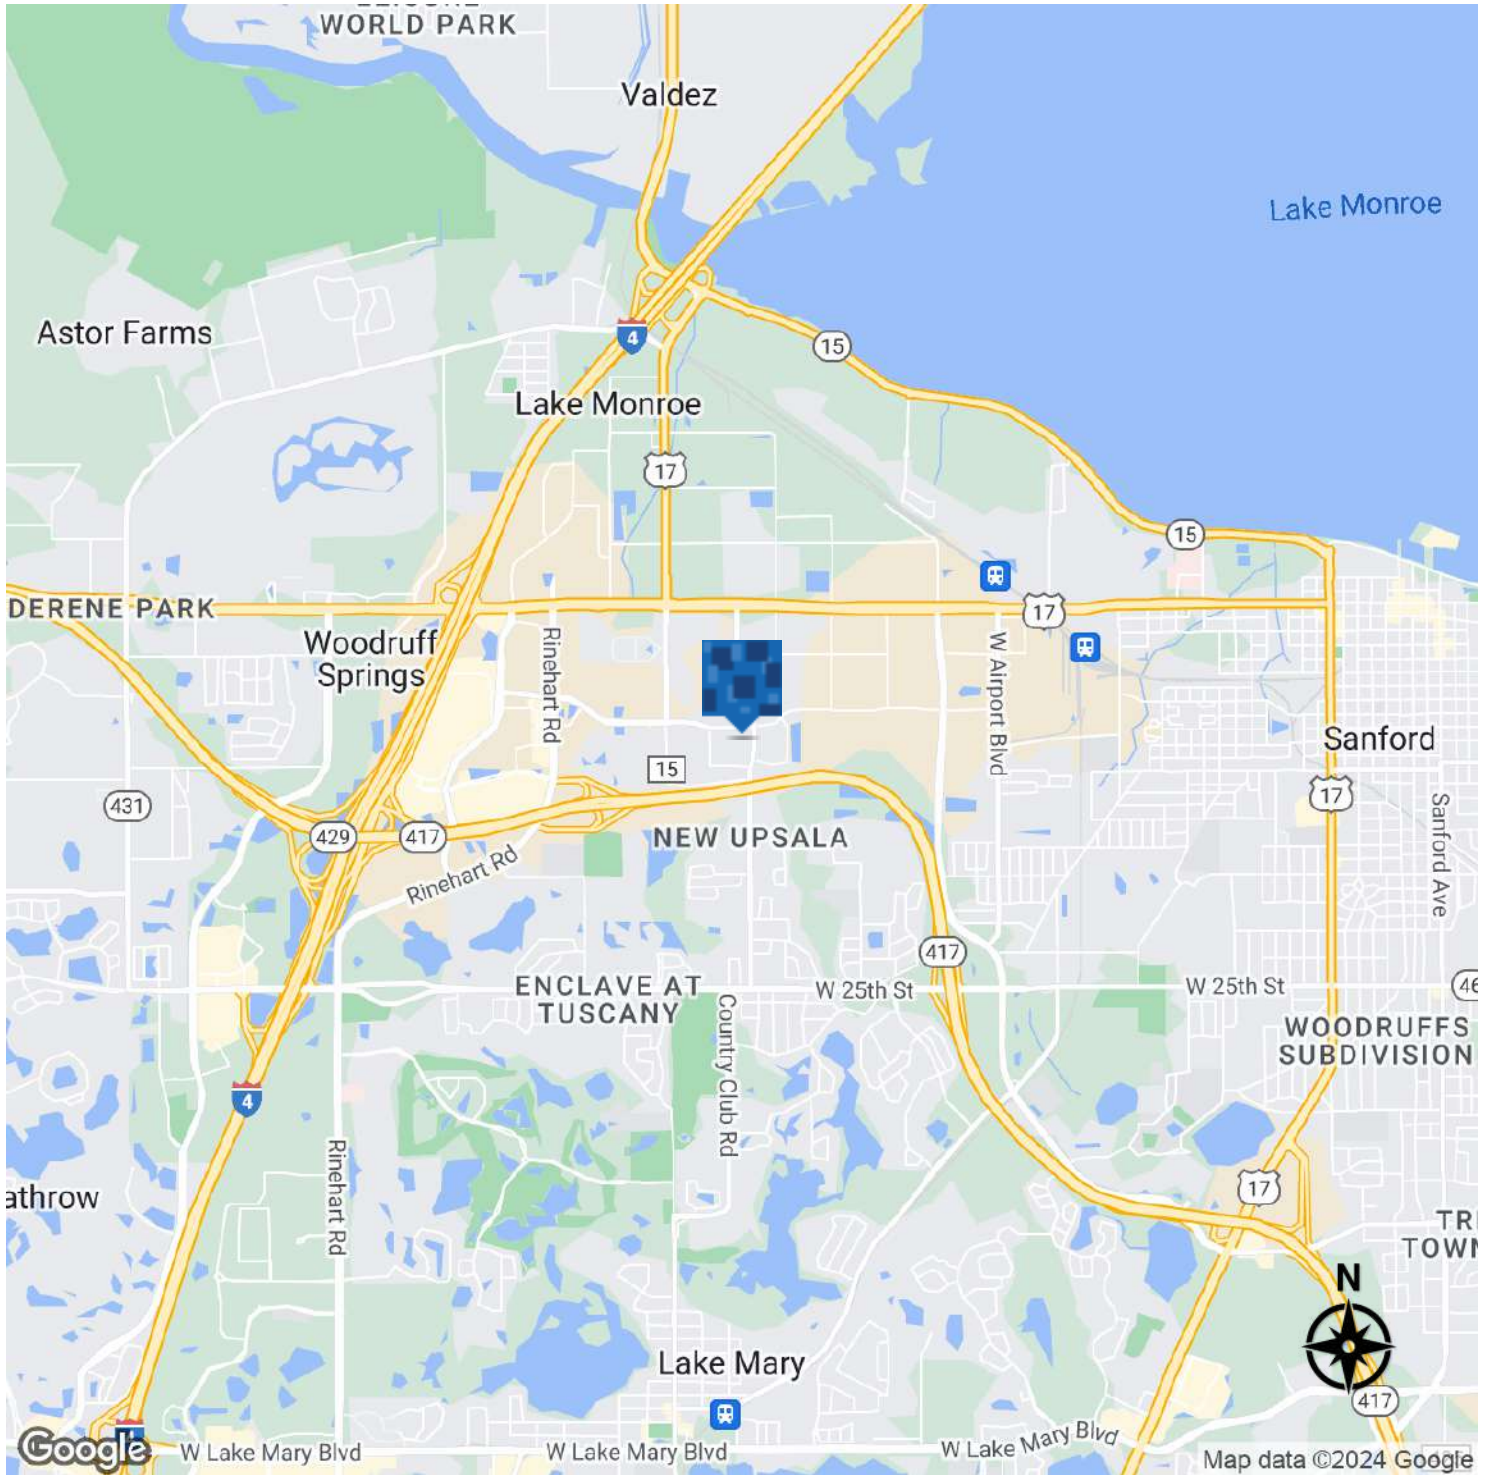 WORLD PARK
Valdez
Lake Monroe
Astor Farms
4
15
Lake Monroe
17
15
DERENE PARK
17
Woodruff
Springs
Rinehart Rd
W Airport Blvd
Sanford
15
431
17
Sanford Ave
429
417
NEW UPSALA
Rinehart Rd
417
ENCLAVE AT
TUSCANY
W 25th St
W 25th St
46
Country Club Rd
WOODRUFFS
SUBDIVISION
4
Rinehart Rd
17
athrow
TRI
TOWN
N
Lake Mary
417
Google
W Lake Mary Blvd
W Lake Mary Blvd
W Lake Mary Blvd
Map data ©2024 Google